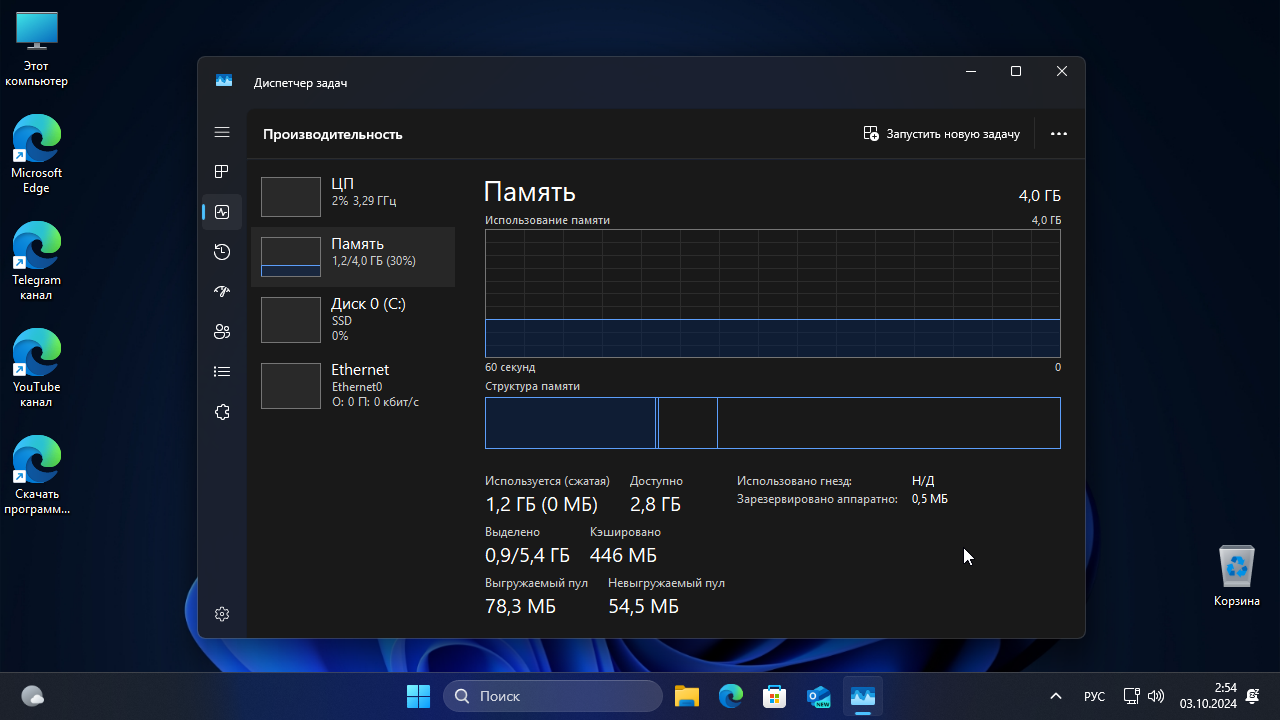 Этот
компьютер
Microsoft
Edge
Telegram
канал
YouTube
канал
Скачать
программ...
Корзина
Диспетчер задач
Производительность
Запустить новую задачу
ЦП
2% 3,29 ГГц
Память
1,2/4,0 ГБ (30%)
Диск 0 (C:)
SSD
0%
Ethernet
Ethernet0
О: 0 П: 0 кбит/с
Память
4,0 ГБ
Использование памяти
4,0 ГБ
60 секунд
0
Структура памяти
Используется (сжатая)
Доступно
1,2 ГБ (0 МБ)
2,8 ГБ
Выделено
Кэшировано
0,9/5,4 ГБ
446 МБ
Выгружаемый пул
Невыгружаемый пул
78,3 МБ
54,5 МБ
Использовано гнезд:
Н/Д
Зарезервировано аппаратно:
0,5 МБ
Поиск
NEW
РУС
2:54
03.10.2024